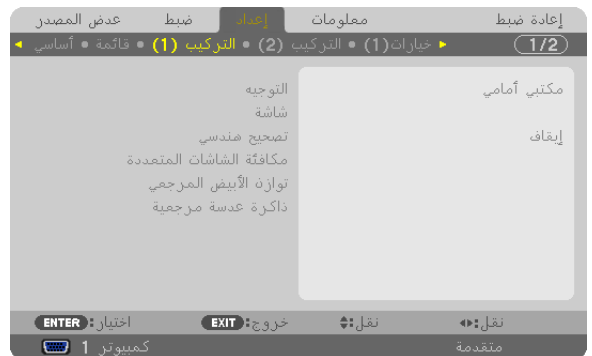 عدض المصدر ضبط إعداد معلومات إعادة ضبط
أساسي • قائمة • التركيب (1) • التركيب (2) • خيارات(1) 1/2
التوجيه مكتبي أمامي
شاشة
تصحيح هندسي إيقاف
مكافئة الشاشات المتعددة
توازن الأبيض المرجعي
ذاكرة عدسة مرجعية
ENTER: اختيار EXIT: خروج نقل: نقل:
كمبيوتر 1 متقدمة